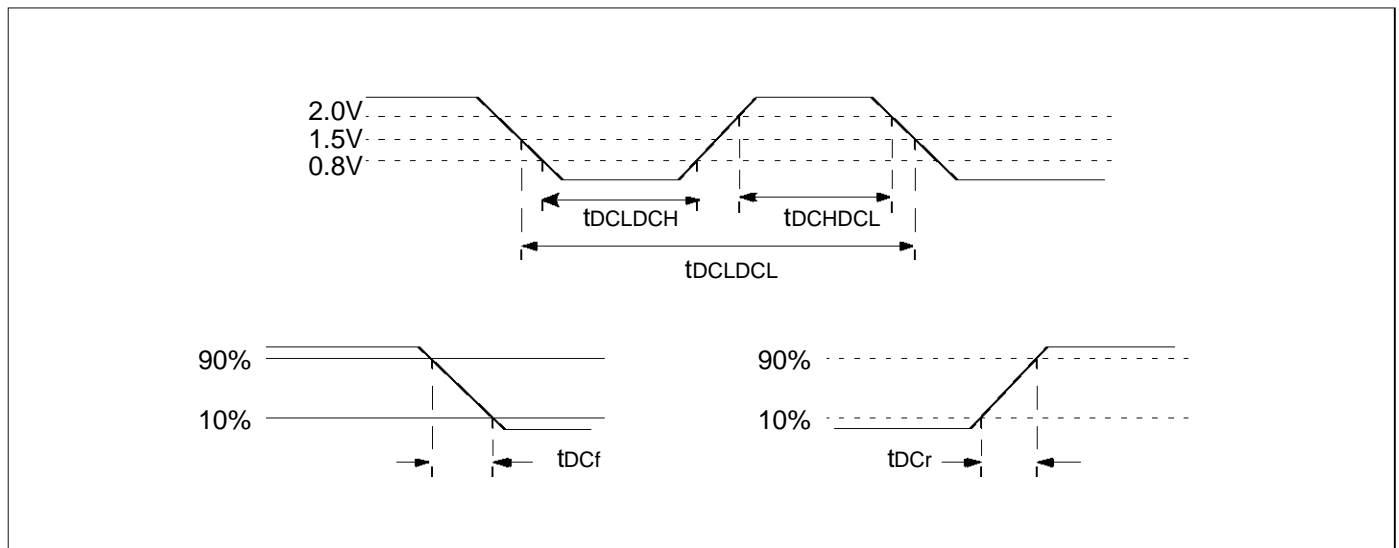 2.0V
1.5V
0.8V
tDCLDCH
tDCHDCL
tDCLDCL
90%
10%
tDCf
90%
10%
tDCr